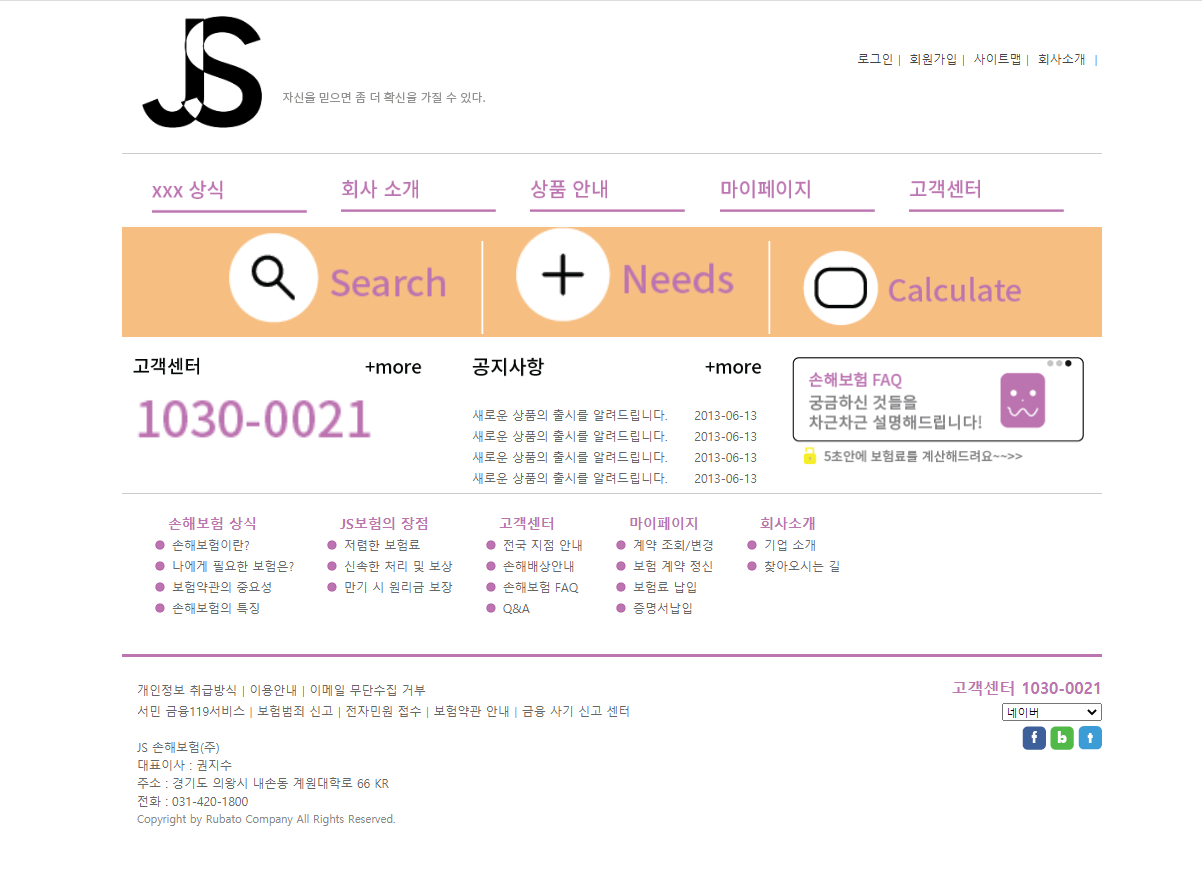 JS
로그인 | 회원가입 | 사이트맵 | 회사소개 |
자신을 믿으면 좀 더 확신을 가질 수 있다.
xxx 상식 회사 소개 상품 안내 마이페이지 고객센터
Search Needs Calculate
고객센터 +more
1030-0021
공지사항 +more
새로운 상품의 출시를 알려드립니다. 2013-06-13
새로운 상품의 출시를 알려드립니다. 2013-06-13
새로운 상품의 출시를 알려드립니다. 2013-06-13
새로운 상품의 출시를 알려드립니다. 2013-06-13
손해보험 FAQ
궁금하신 것들을
차근차근 설명해드립니다!
5초안에 보험료를 계산해드려요~~>>
손해보험 상식
손해보험이란?
나에게 필요한 보험은?
보험약관의 중요성
손해보험의 특징
JS보험의 장점
저렴한 보험료
신속한 처리 및 보상
만기 시 원리금 보장
고객센터
전국 지점 안내
손해배상안내
손해보험 FAQ
Q&A
마이페이지
계약 조회/변경
보험 계약 정신
보험료 납입
증명서납입
회사소개
기업 소개
찾아오시는 길
개인정보 취급방식 | 이용안내 | 이메일 무단수집 거부
서민 금융119서비스 | 보험범죄 신고 | 전자민원 접수 | 보험약관 안내 | 금융 사기 신고 센터
고객센터 1030-0021
네이버
f b t
JS 손해보험(주)
대표이사 : 권지수
주소 : 경기도 의왕시 내손동 계원대학로 66 KR
전화 : 031-420-1800
Copyright by Rubato Company All Rights Reserved.